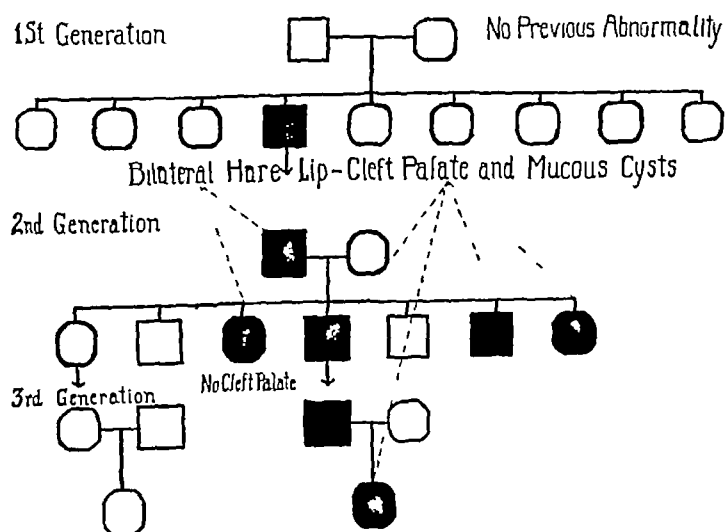 1St Generation
No Previous Abnormality
Bilateral Hare Lip-Cleft Palate and Mucous Cysts
2nd Generation
No Cleft Palate
3rd Generation